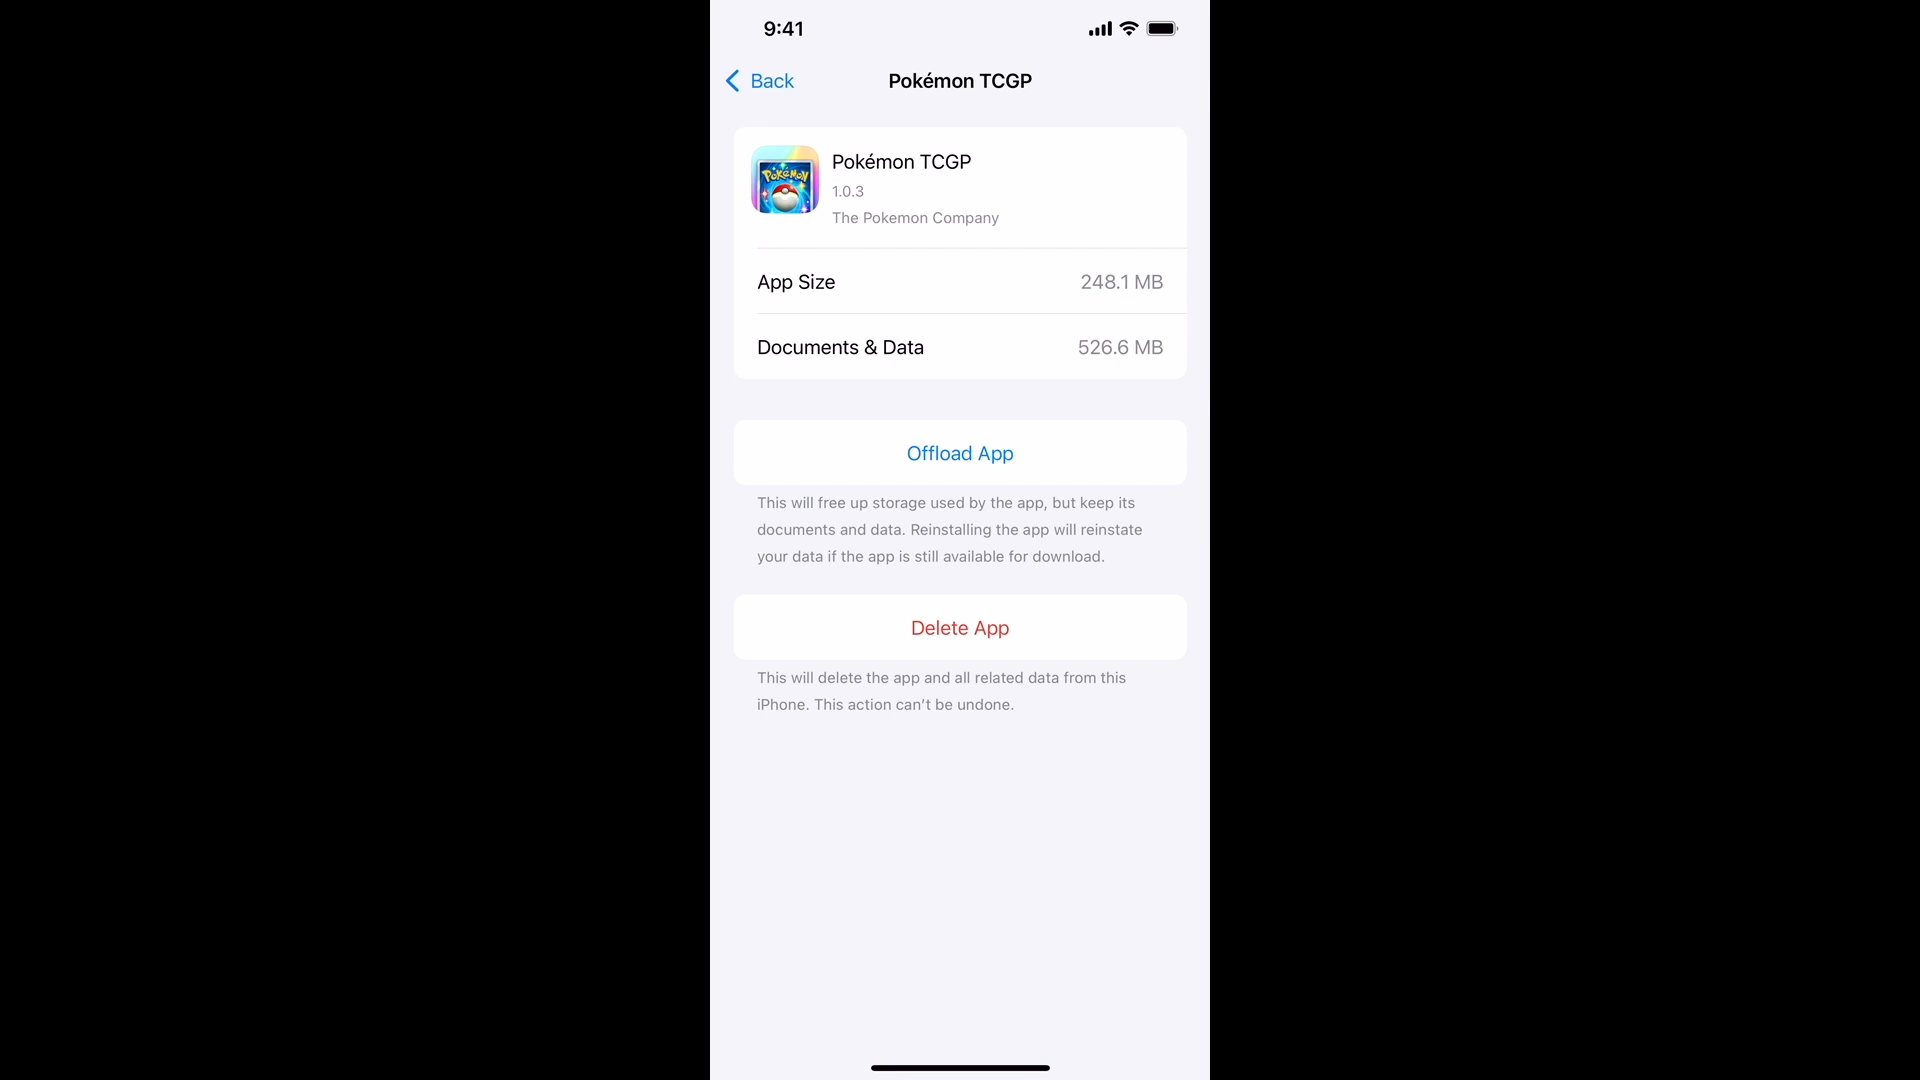 9:41
Back
Pokémon TCGP
POKéMON
Pokémon TCGP
1.0.3
The Pokemon Company
App Size
248.1 MB
Documents & Data
526.6 MB
Offload App
This will free up storage used by the app, but keep its
documents and data. Reinstalling the app will reinstate
your data if the app is still available for download.
Delete App
This will delete the app and all related data from this
iPhone. This action can’t be undone.